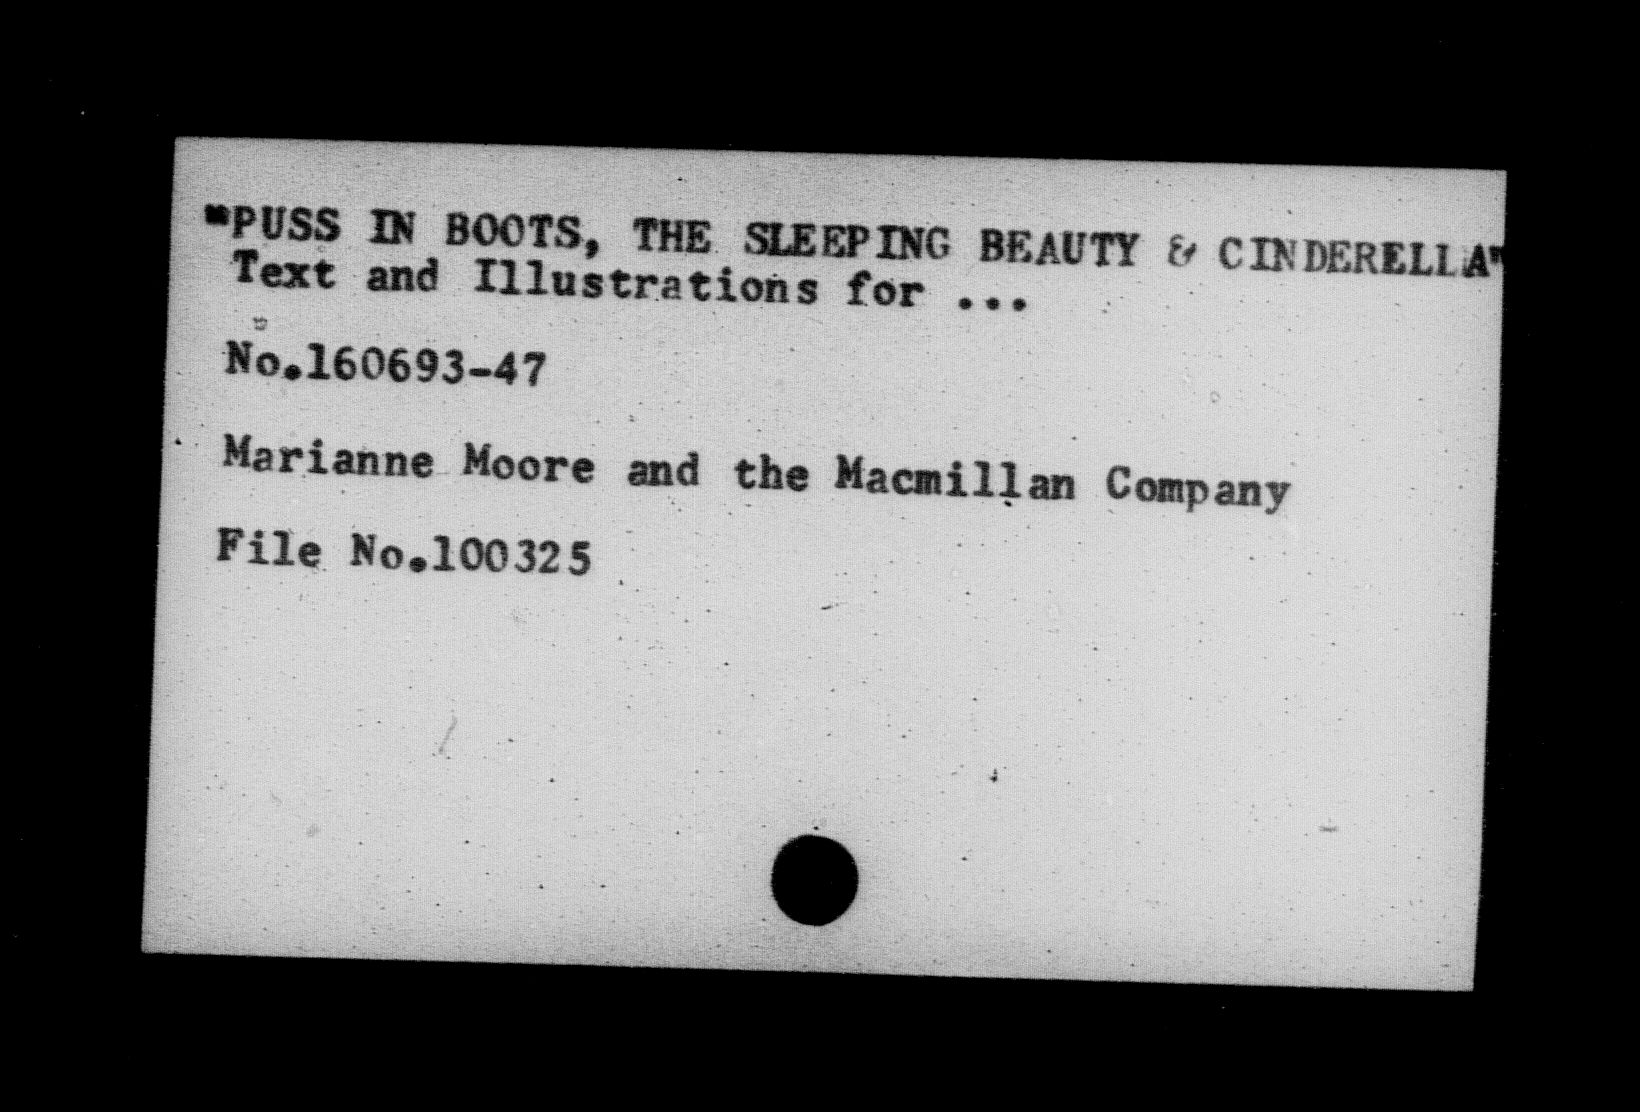 "PUSS IN BOOTS, THE SLEEPING BEAUTY & CINDERELLA"
Text and Illustrations for ...
No.160693-47
Marianne Moore and the Macmillan Company
File No.100325